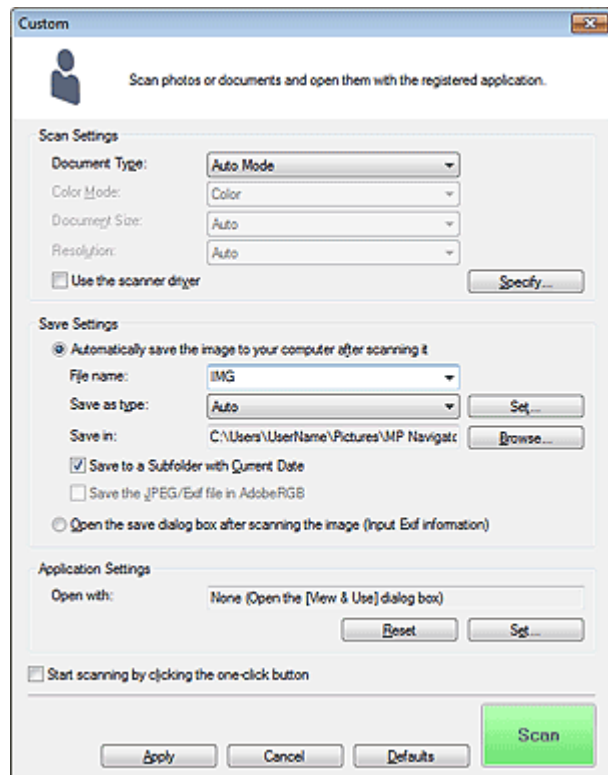 Custom
Scan photos or documents and open them with the registered application.
Scan Settings
Document Type: Auto Mode
Color Mode: Color
Document Size: Auto
Resolution: Auto
Use the scanner driver Specify...
Save Settings
Automatically save the image to your computer after scanning it
File name: IMG
Save as type: Auto Set...
Save in: C:\Users\UserName\Pictures\MP Navigato Browse...
Save to a Subfolder with Current Date
Save the JPEG/Exif file in AdobeRGB
Open the save dialog box after scanning the image (Input Exif information)
Application Settings
Open with: None (Open the [View & Use] dialog box)
Reset Set...
Start scanning by clicking the one-click button
Scan
Apply Cancel Defaults